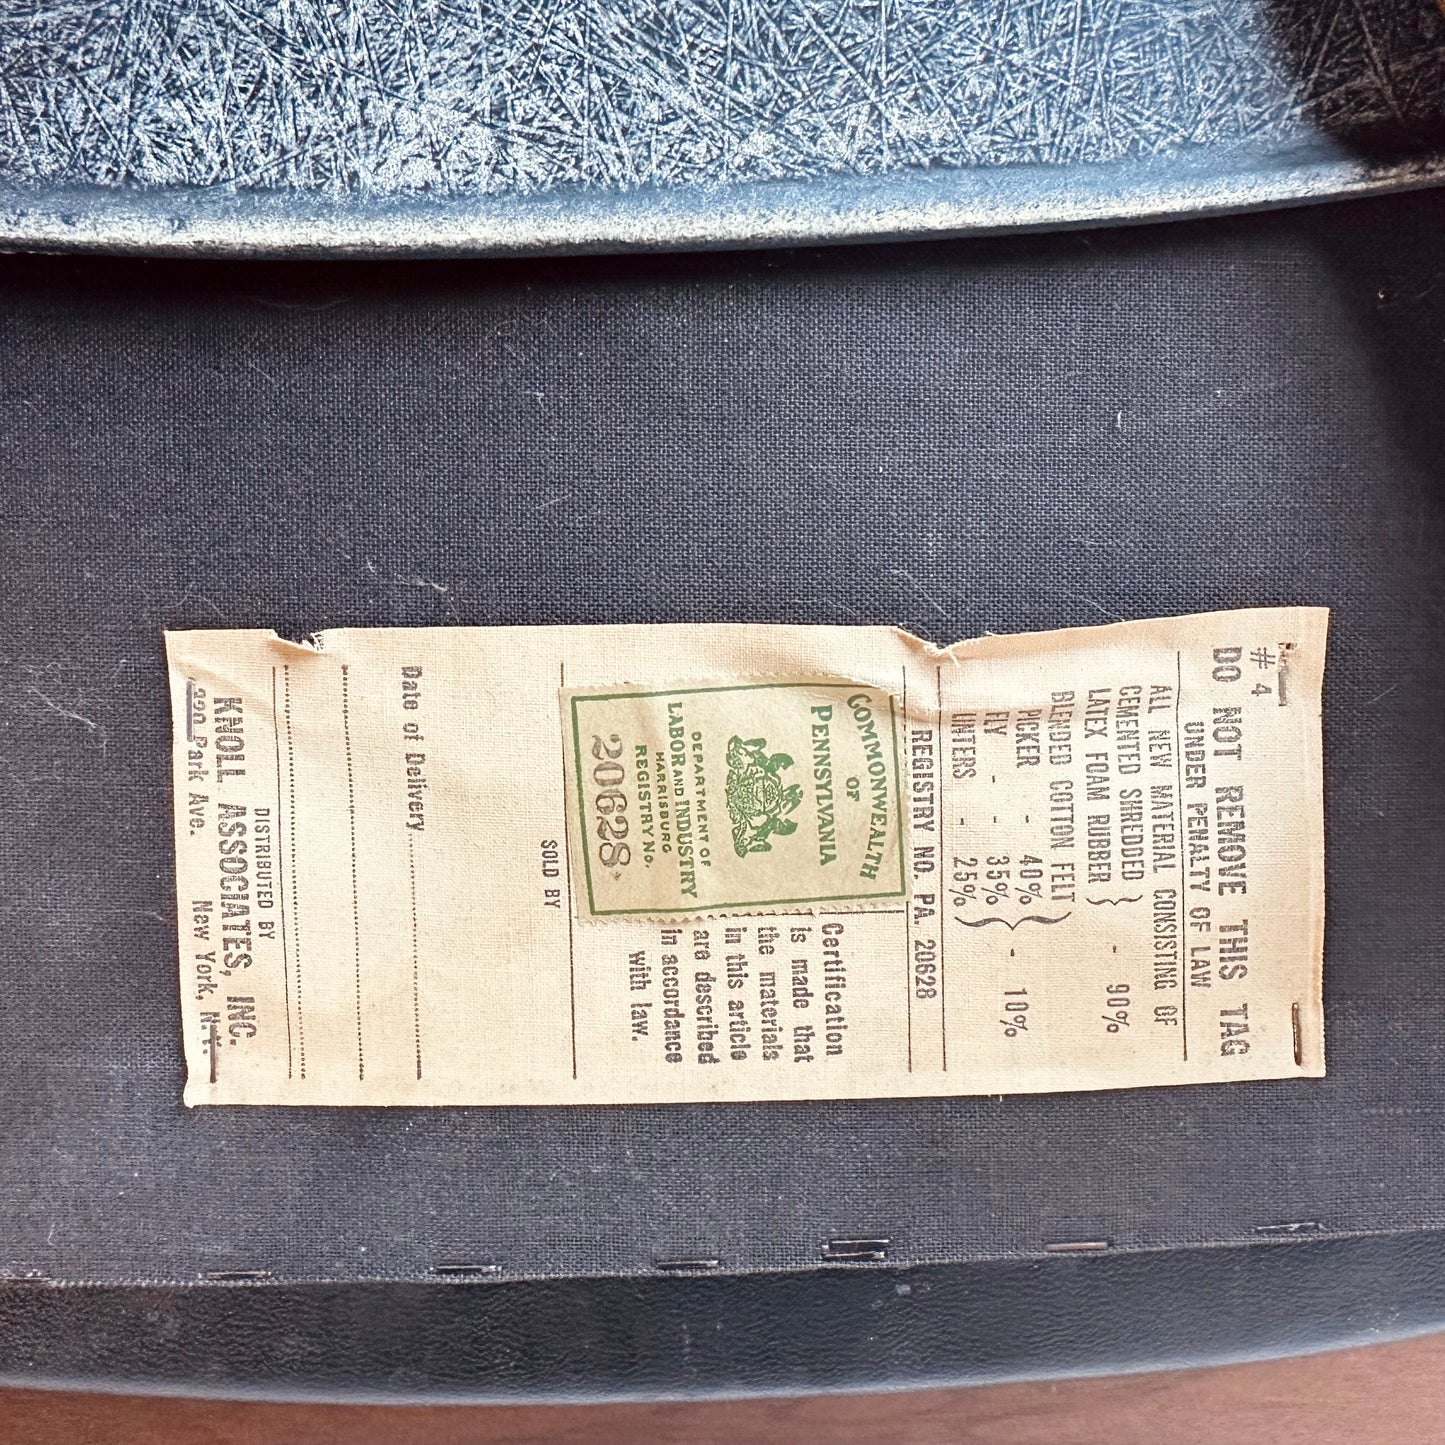 # 4
DO NOT REMOVE THIS TAG
UNDER PENALTY OF LAW
ALL NEW MATERIAL CONSISTING OF
CEMENTED SHREDDED }
LATEX FOAM RUBBER } - 90%
BLENDED COTTON FELT
PICKER - 40%
FLY - - 35% } - 10%
LINTERS - 25%
REGISTRY NO. PA. 20628
COMMONWEALTH
OF
PENNSYLVANIA
DEPARTMENT OF
LABOR AND INDUSTRY
HARRISBURG
REGISTRY NO.
20628
Certification
is made that
the materials
in this article
are described
in accordance
with law.
SOLD BY
Date of Delivery
DISTRIBUTED BY
KNOLL ASSOCIATES, INC.
320 Park Ave. New York, N.Y.